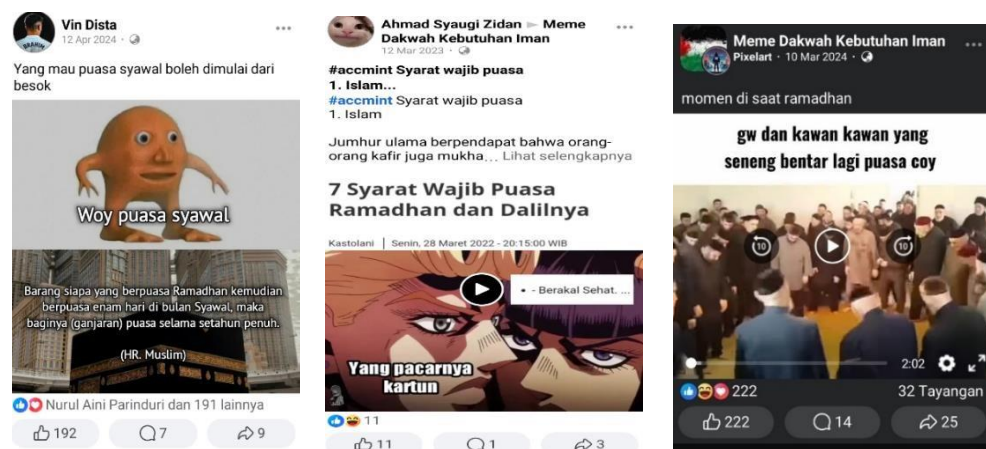 Vin Dista
12 Apr 2024 ·
Yang mau puasa syawal boleh dimulai dari
besok
Woy puasa syawal
Barang siapa yang berpuasa Ramadhan kemudian
berpuasa enam hari di bulan Syawal, maka
baginya (ganjaran) puasa selama setahun penuh.
(HR. Muslim)
Nurul Aini Parinduri dan 191 lainnya
192 7 9
Ahmad Syaugi Zidan ► Meme
Dakwah Kebutuhan Iman
12 Mar 2023 ·
#accmint Syarat wajib puasa
1. Islam...
#accmint Syarat wajib puasa
1. Islam
Jumhur ulama berpendapat bahwa orang-
orang kafir juga mukha... Lihat selengkapnya
7 Syarat Wajib Puasa
Ramadhan dan Dalilnya
Kastolani | Senin, 28 Maret 2022 - 20:15:00 WIB
• - Berakal Sehat. ...
Yang pacarnya
kartun
11
11 1 3
Meme Dakwah Kebutuhan Iman
Pixelart · 10 Mar 2024 ·
momen di saat ramadhan
gw dan kawan kawan yang
seneng bentar lagi puasa coy
10 10
2:02
222 32 Tayangan
222 14 25